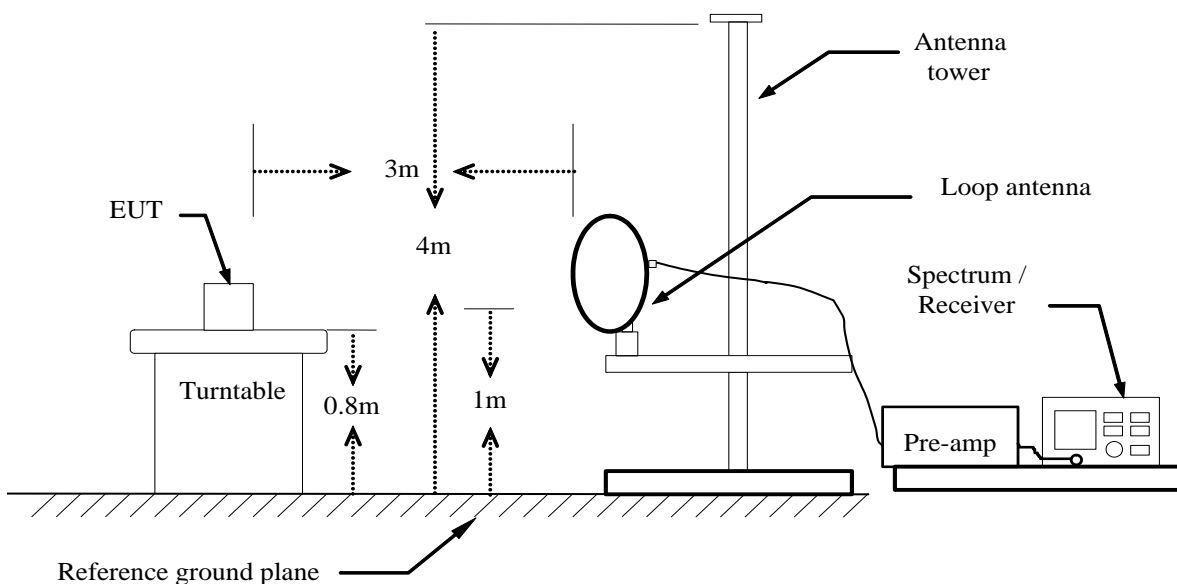 Antenna
tower
3m
Loop antenna
EUT
4m
Spectrum /
Receiver
Turntable
0.8m
1m
Pre-amp
Reference ground plane